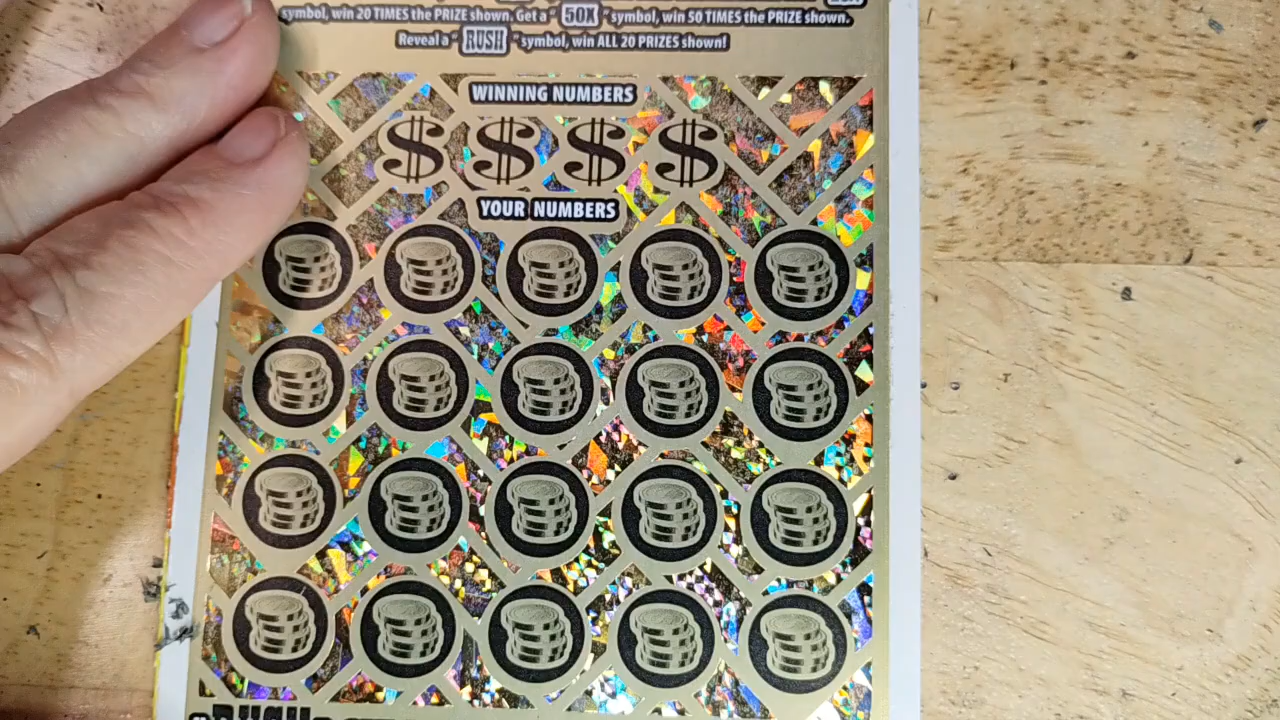 symbol, win 20 TIMES the PRIZE shown. Get a "50X" symbol, win 50 TIMES the PRIZE shown.
Reveal a "RUSH" symbol, win ALL 20 PRIZES shown!
WINNING NUMBERS
$ $ $ $
YOUR NUMBERS